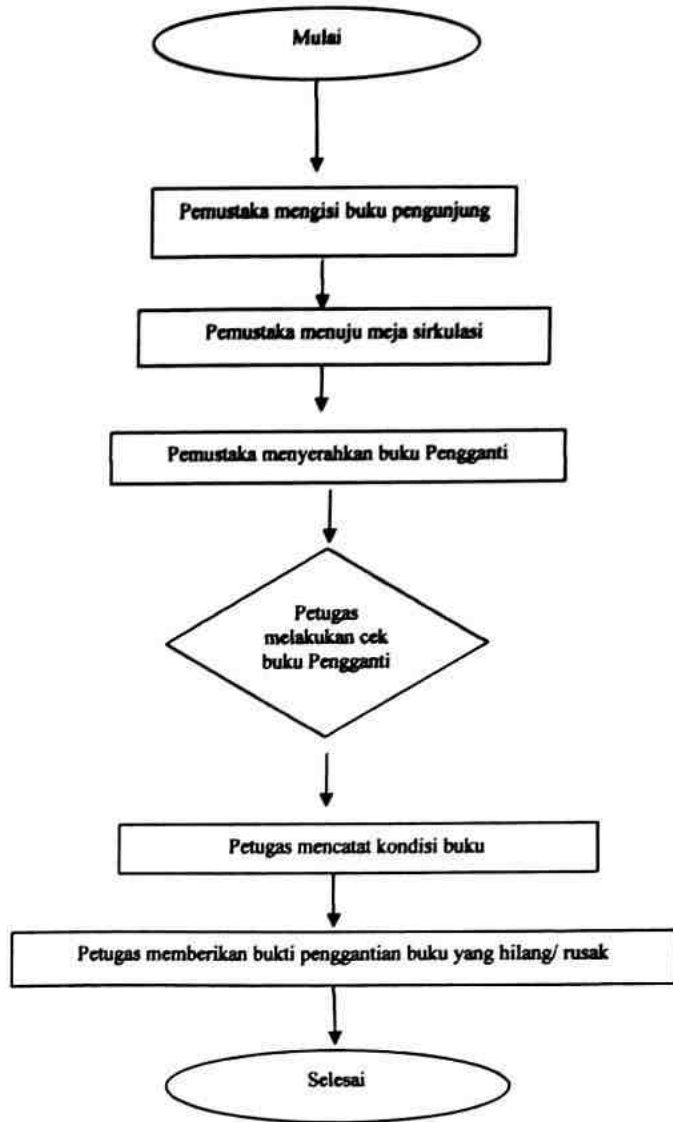 Mulai
Pemustaka mengisi buku pengunjung
Pemustaka menuju meja sirkulasi
Pemustaka menyerahkan buku Pengganti
Petugas
melakukan cek
buku Pengganti
Petugas mencatat kondisi buku
Petugas memberikan bukti penggantian buku yang hilang/ rusak
Selesai